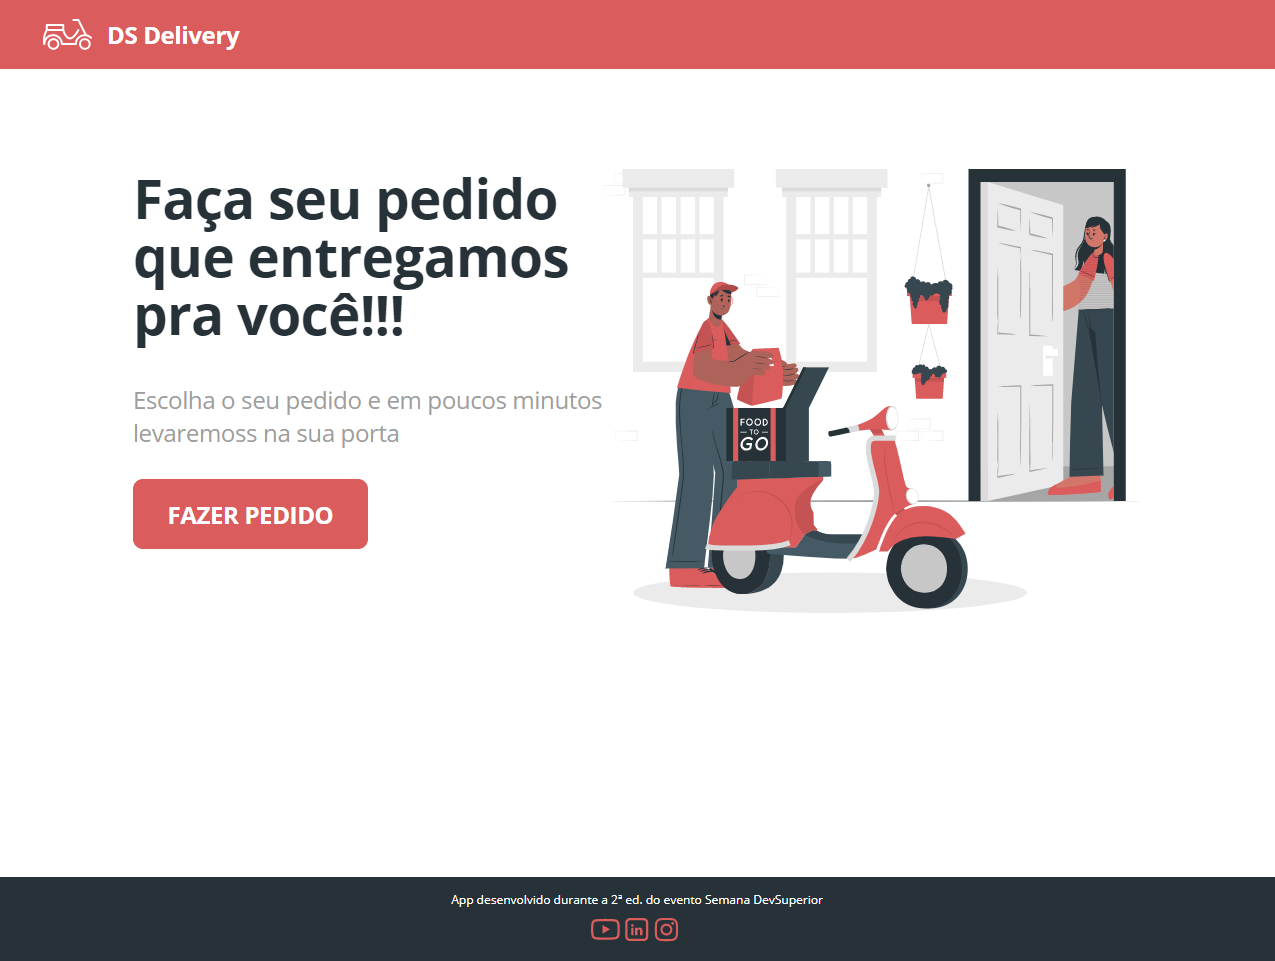 DS Delivery
Faça seu pedido
que entregamos
pra você!!!
Escolha o seu pedido e em poucos minutos
levaremoss na sua porta
FAZER PEDIDO
FOOD
TO
GO
App desenvolvido durante a 2ª ed. do evento Semana DevSuperior
in